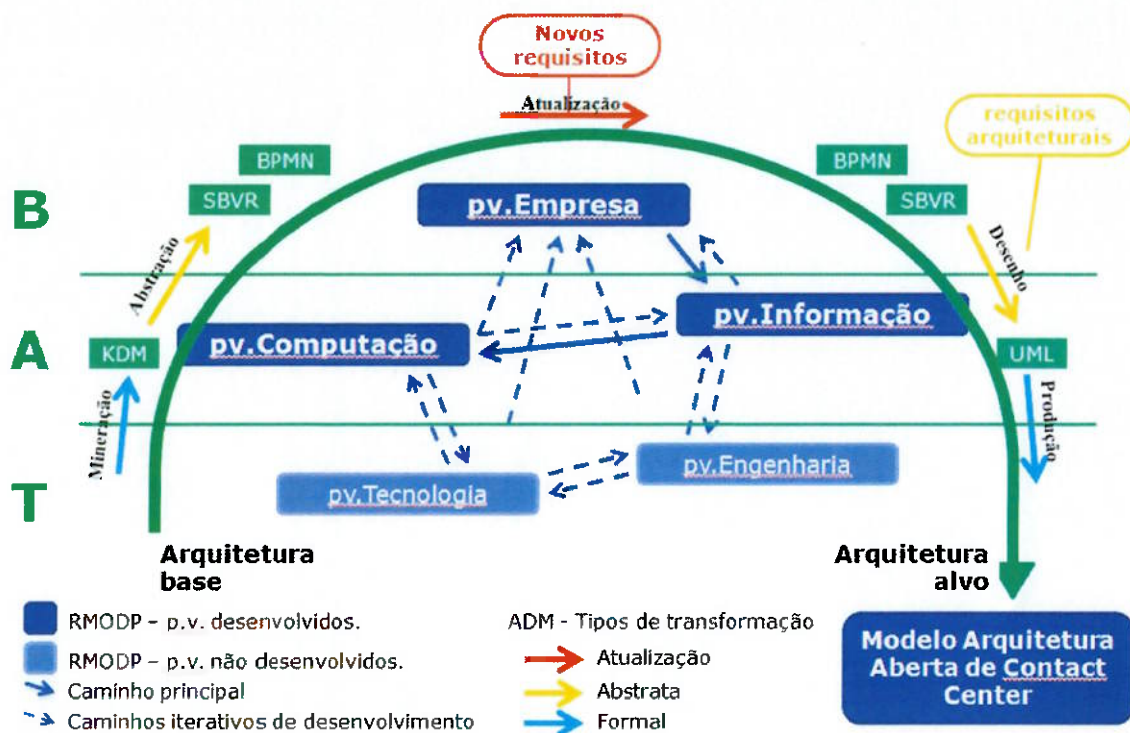 Novos
requisitos
Atualização
requisitos
arquiteturais
BPMN
BPMN
SBVR
SBVR
B
pv.Empresa
Abstração
Desenho
A
pv.Informação
pv.Computação
KDM
UML
Mineração
Produção
T
pv.Engenharia
pv.Tecnologia
Arquitetura
base
Arquitetura
alvo
RMODP – p.v. desenvolvidos.
RMODP – p.v. não desenvolvidos.
Caminho principal
Caminhos iterativos de desenvolvimento
ADM - Tipos de transformação
Atualização
Abstrata
Formal
Modelo Arquitetura
Aberta de Contact
Center